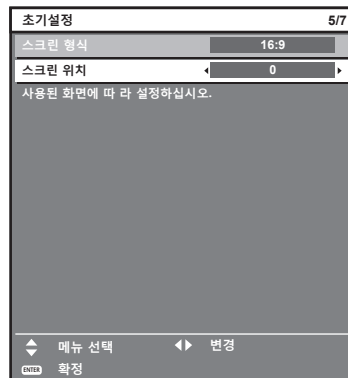 초기설정 5/7
스크린 형식 16:9
스크린 위치 0
사용된 화면에 따 라 설정하십시오.
메뉴 선택 변경
ENTER 확정